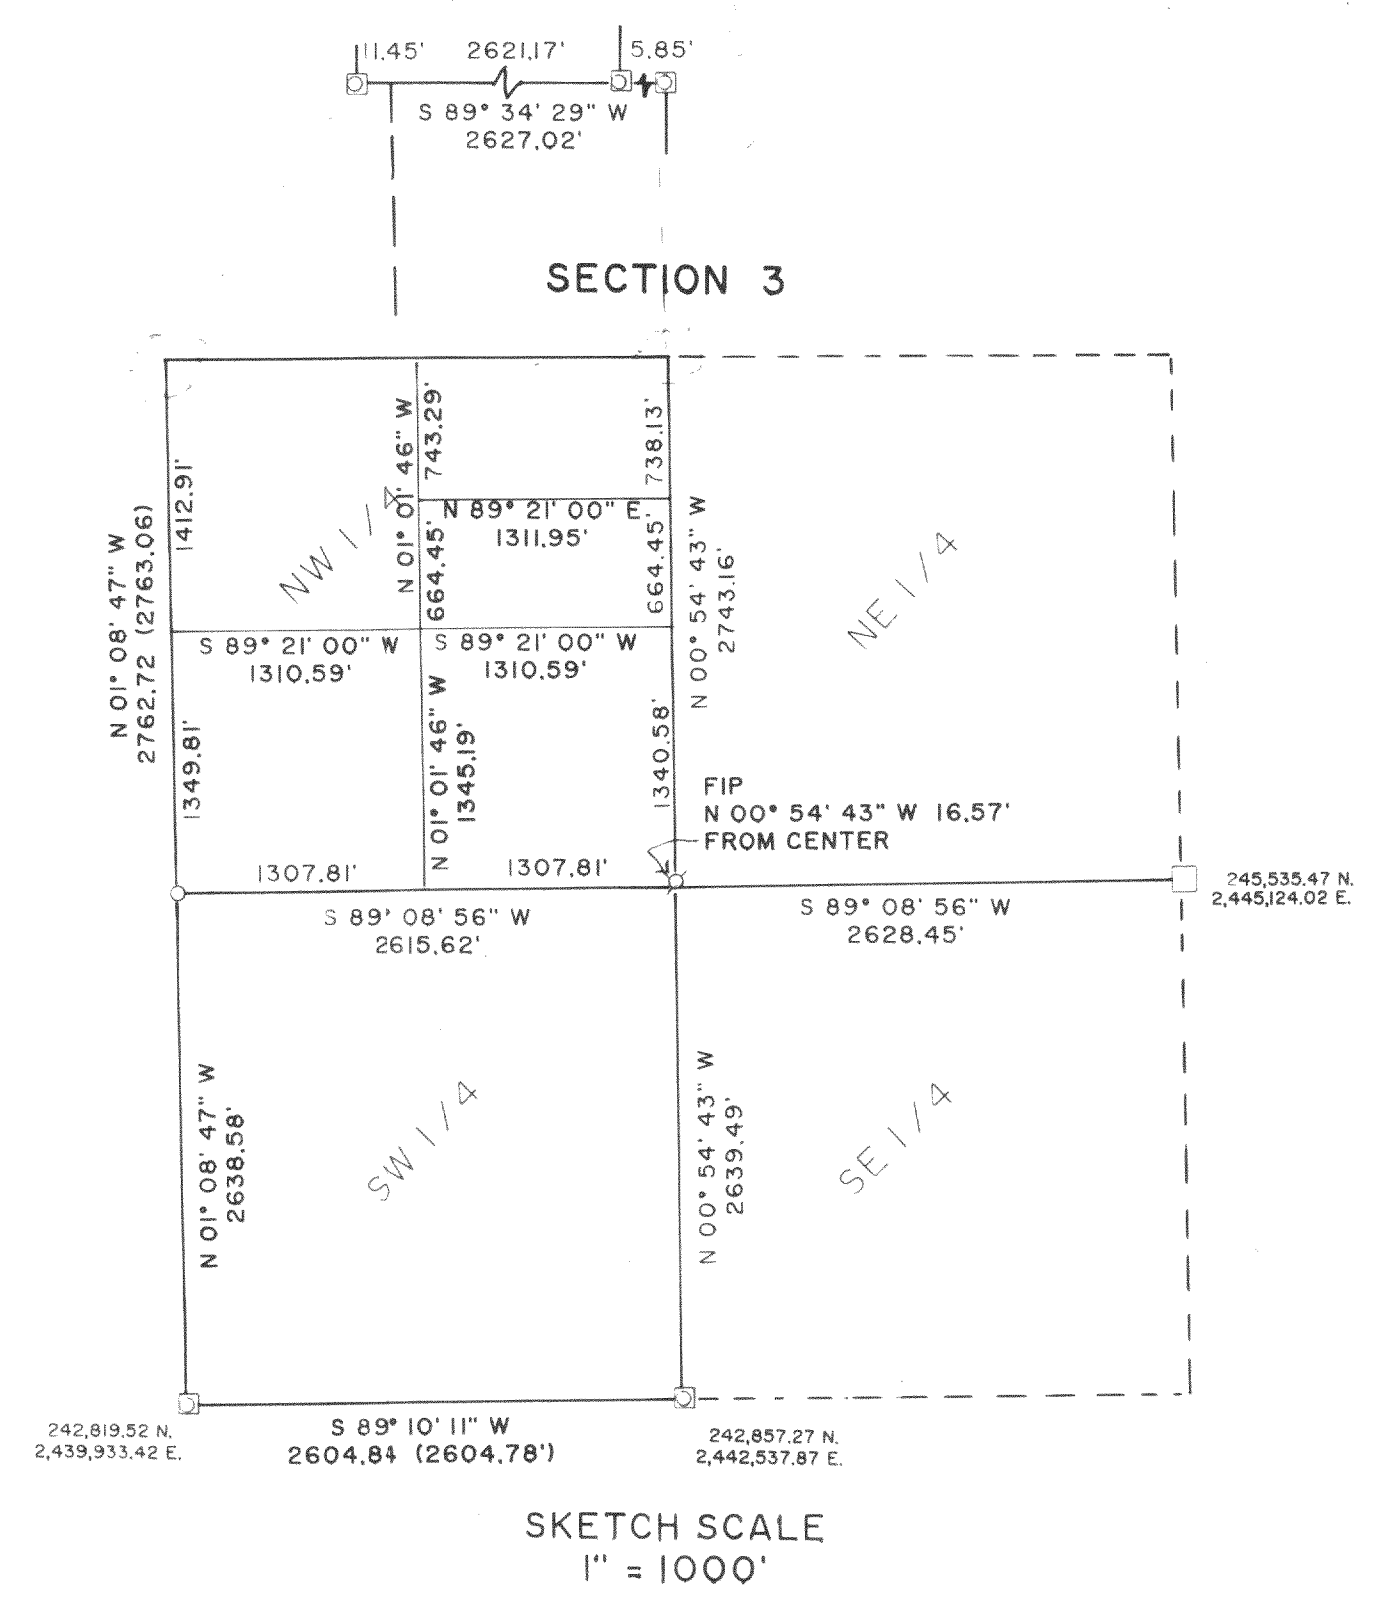 11.45' 2621.17' 5.85'
S 89° 34' 29" W
2627.02'
SECTION 3
N 01° 08' 47" W
2762.72 (2763.06)
1412.91'
1349.81'
NW 1/4
N 01° 01' 46" W
743.29'
664.45'
738.13'
664.45'
N 89° 21' 00" E.
1311.95'
N 00° 54' 43" W
2743.16'
NE 1/4
S 89° 21' 00" W
1310.59'
S 89° 21' 00" W
1310.59'
N 01° 01' 46" W
1345.19'
1340.58'
FIP
N 00° 54' 43" W 16.57'
FROM CENTER
1307.81'
1307.81'
245,535.47 N.
2,445,124.02 E.
S 89° 08' 56" W
2615.62'
S 89° 08' 56" W
2628.45'
N 01° 08' 47" W
2638.58'
SW 1/4
N 00° 54' 43" W
2639.49'
SE 1/4
242,819.52 N.
2,439,933.42 E.
S 89° 10' 11" W
2604.84 (2604.78')
242,857.27 N.
2,442,537.87 E.
SKETCH SCALE
1" = 1000'